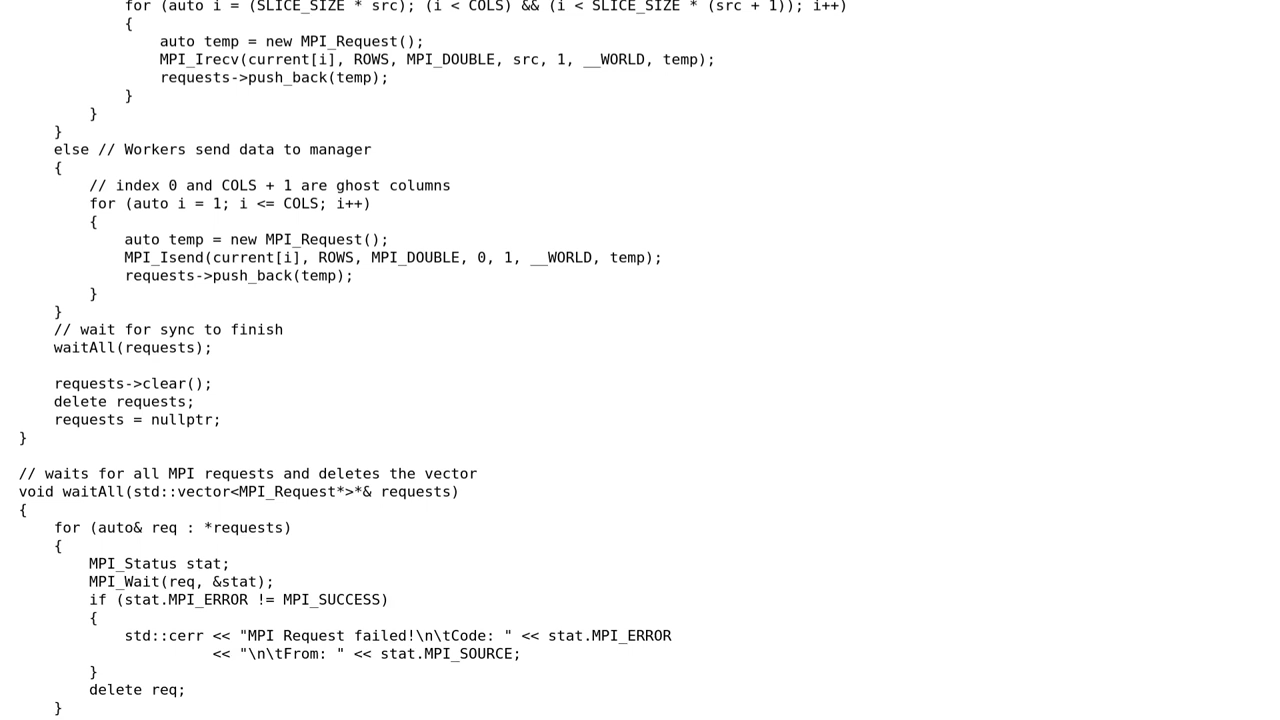 for (auto i = (SLICE_SIZE * src); (i < COLS) && (i < SLICE_SIZE * (src + 1)); i++)
{
auto temp = new MPI_Request();
MPI_Irecv(current[i], ROWS, MPI_DOUBLE, src, 1, __WORLD, temp);
requests->push_back(temp);
}
}
}
else // Workers send data to manager
{
// index 0 and COLS + 1 are ghost columns
for (auto i = 1; i <= COLS; i++)
{
auto temp = new MPI_Request();
MPI_Isend(current[i], ROWS, MPI_DOUBLE, 0, 1, __WORLD, temp);
requests->push_back(temp);
}
}
// wait for sync to finish
waitAll(requests);
requests->clear();
delete requests;
requests = nullptr;
}
// waits for all MPI requests and deletes the vector
void waitAll(std::vector<MPI_Request*>*& requests)
{
for (auto& req : *requests)
{
MPI_Status stat;
MPI_Wait(req, &stat);
if (stat.MPI_ERROR != MPI_SUCCESS)
{
std::cerr << "MPI Request failed!\n\tCode: " << stat.MPI_ERROR
<< "\n\tFrom: " << stat.MPI_SOURCE;
}
delete req;
}